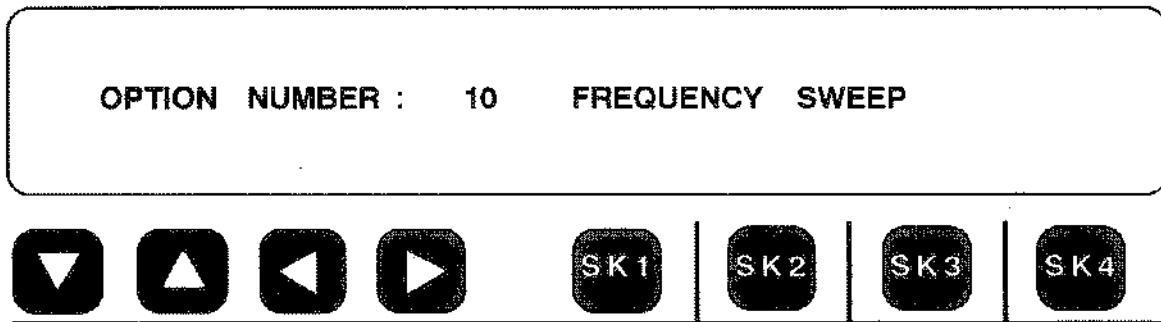 OPTION NUMBER : 10 FREQUENCY SWEEP
SK1 SK2 SK3 SK4